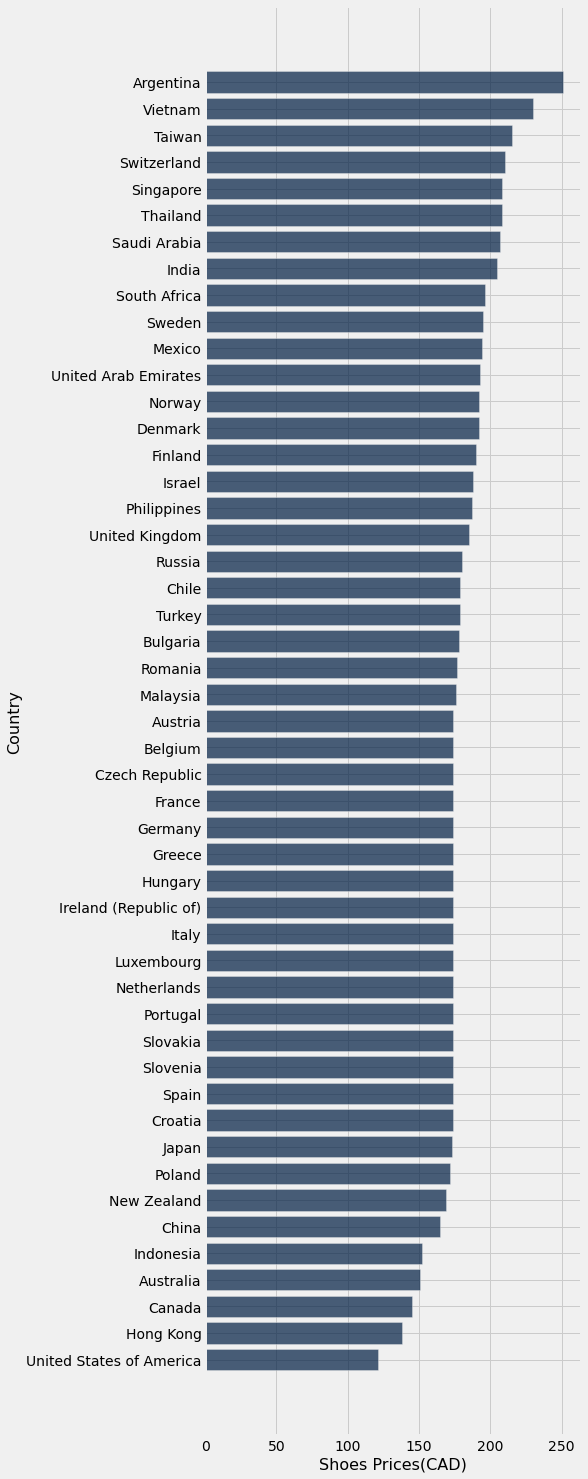 Argentina
Vietnam
Taiwan
Switzerland
Singapore
Thailand
Saudi Arabia
India
South Africa
Sweden
Mexico
United Arab Emirates
Norway
Denmark
Finland
Israel
Philippines
United Kingdom
Russia
Chile
Turkey
Bulgaria
Romania
Malaysia
Austria
Belgium
Czech Republic
France
Germany
Greece
Hungary
Ireland (Republic of)
Italy
Luxembourg
Netherlands
Portugal
Slovakia
Slovenia
Spain
Croatia
Japan
Poland
New Zealand
China
Indonesia
Australia
Canada
Hong Kong
United States of America
Country
0 50 100 150 200 250
Shoes Prices(CAD)